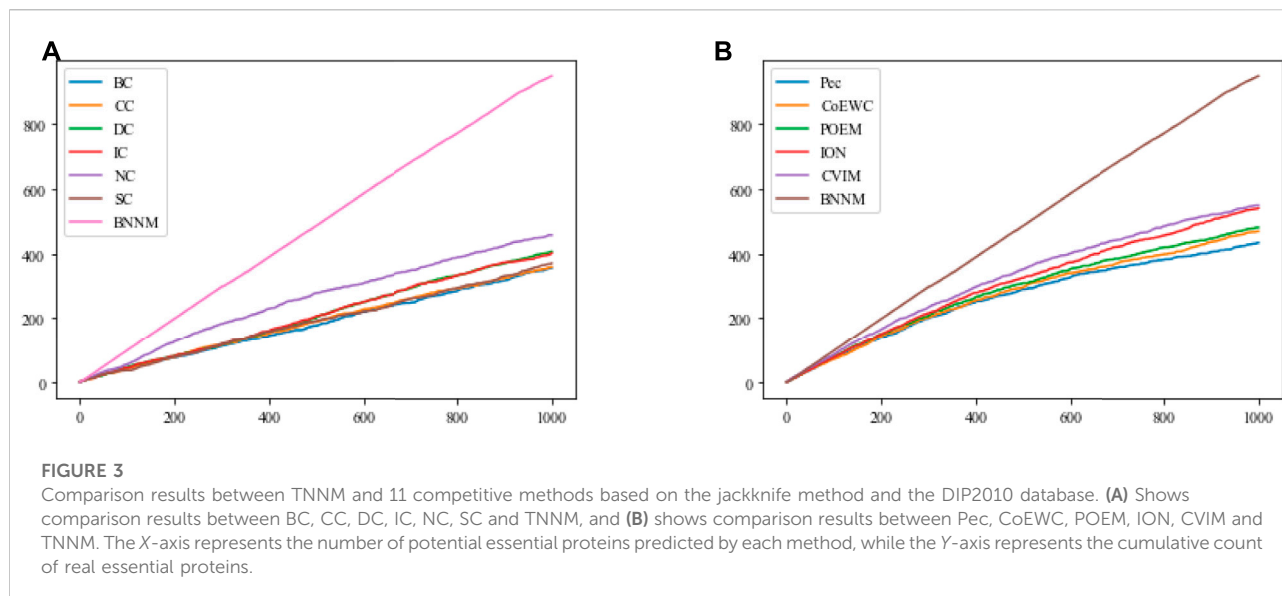 A
BC
CC
DC
IC
NC
SC
BNNM
800
600
400
200
0
0 200 400 600 800 1000
B
Pec
CoEWC
POEM
ION
CVIM
BNNM
800
600
400
200
0
0 200 400 600 800 1000
FIGURE 3
Comparison results between TNNM and 11 competitive methods based on the jackknife method and the DIP2010 database. (A) Shows
comparison results between BC, CC, DC, IC, NC, SC and TNNM, and (B) shows comparison results between Pec, CoEWC, POEM, ION, CVIM and
TNNM. The X-axis represents the number of potential essential proteins predicted by each method, while the Y-axis represents the cumulative count
of real essential proteins.